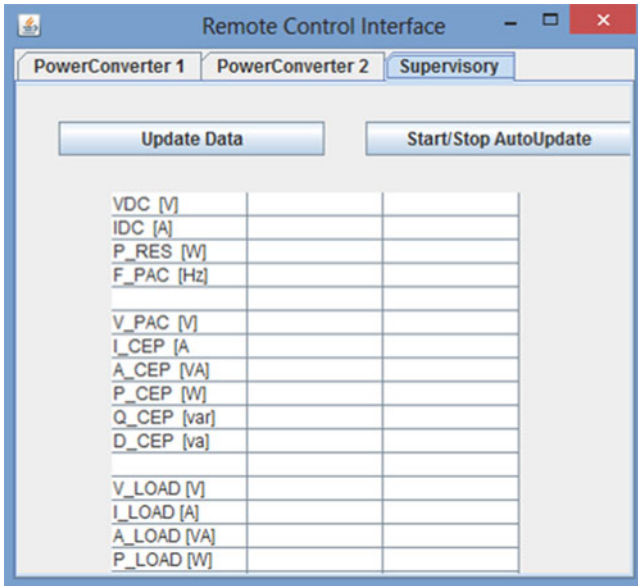 Remote Control Interface
PowerConverter 1 PowerConverter 2 Supervisory
Update Data Start/Stop AutoUpdate
VDC [V]
IDC [A]
P_RES [W]
F_PAC [Hz]
V_PAC [V]
I_CEP [A
A_CEP [VA]
P_CEP [W]
Q_CEP [var]
D_CEP [va]
V_LOAD [V]
I_LOAD [A]
A_LOAD [VA]
P_LOAD [W]